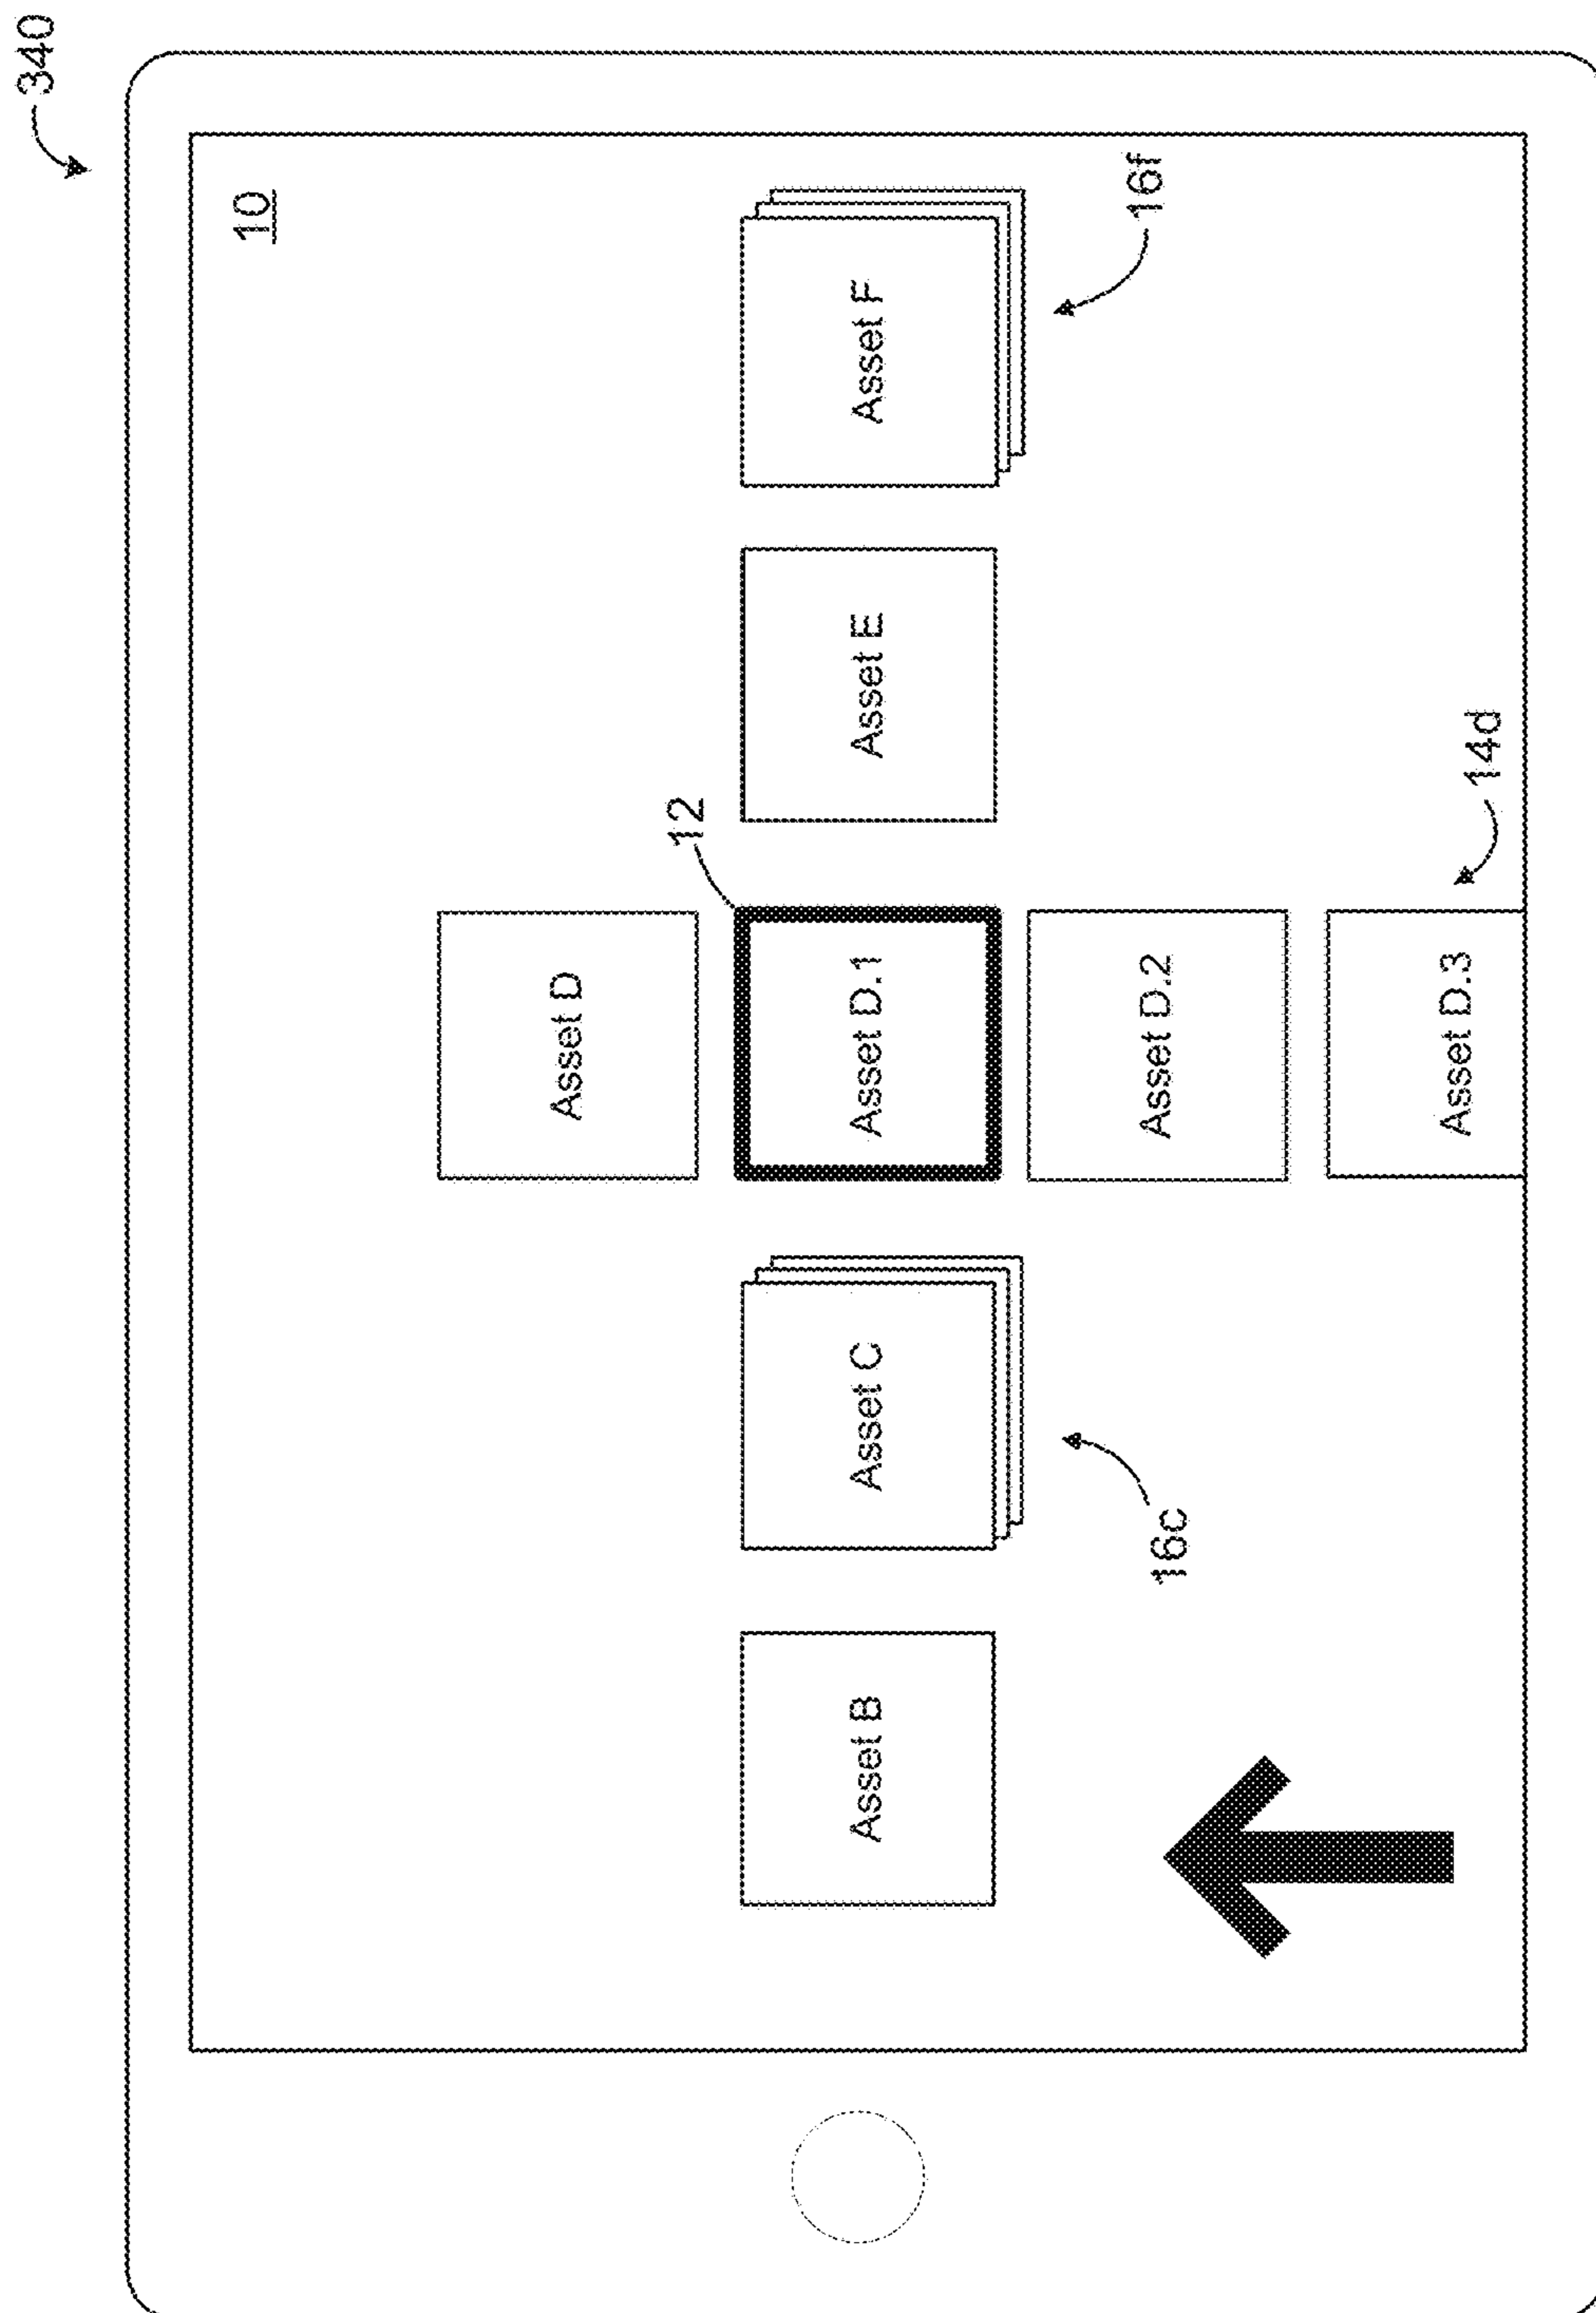 340
10
Asset D
12
Asset B
Asset C
Asset D.1
Asset E
Asset F
16c
Asset D.2
16f
Asset D.3
14d